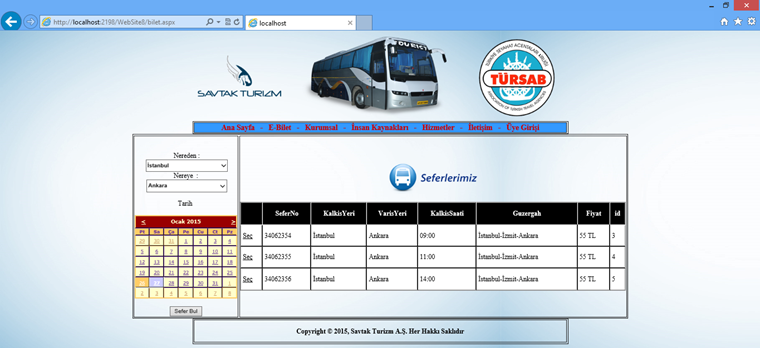 http://localhost:2198/WebSite8/bilet.aspx
localhost
SAVTAK TURIZM
TÜRSAB
Ana Sayfa - E-Bilet - Kurumsal - İnsan Kaynakları - Hizmetler - İletişim - Üye Girişi
Nereden :
İstanbul
Nereye :
Ankara
Tarih
< Ocak 2015 >
Pt Sa Ça Pe Cu Ct Pz
29 30 31 1 2 3 4
5 6 7 8 9 10 11
12 13 14 15 16 17 18
19 20 21 22 23 24 25
28 29 30 31 1
2 3 4 5 6 7 8
Sefer Bul
Seferlerimiz
SeferNo KalkisYeri VarisYeri KalkisSaati Guzergah Fiyat id
Seç 34062354 İstanbul Ankara 09:00 İstanbul-İzmit-Ankara 55 TL 3
Seç 34062355 İstanbul Ankara 11:00 İstanbul-İzmit-Ankara 55 TL 4
Seç 34062356 İstanbul Ankara 14:00 İstanbul-İzmit-Ankara 55 TL 5
Copyright © 2015, Savtak Turizm A.Ş. Her Hakkı Saklıdır